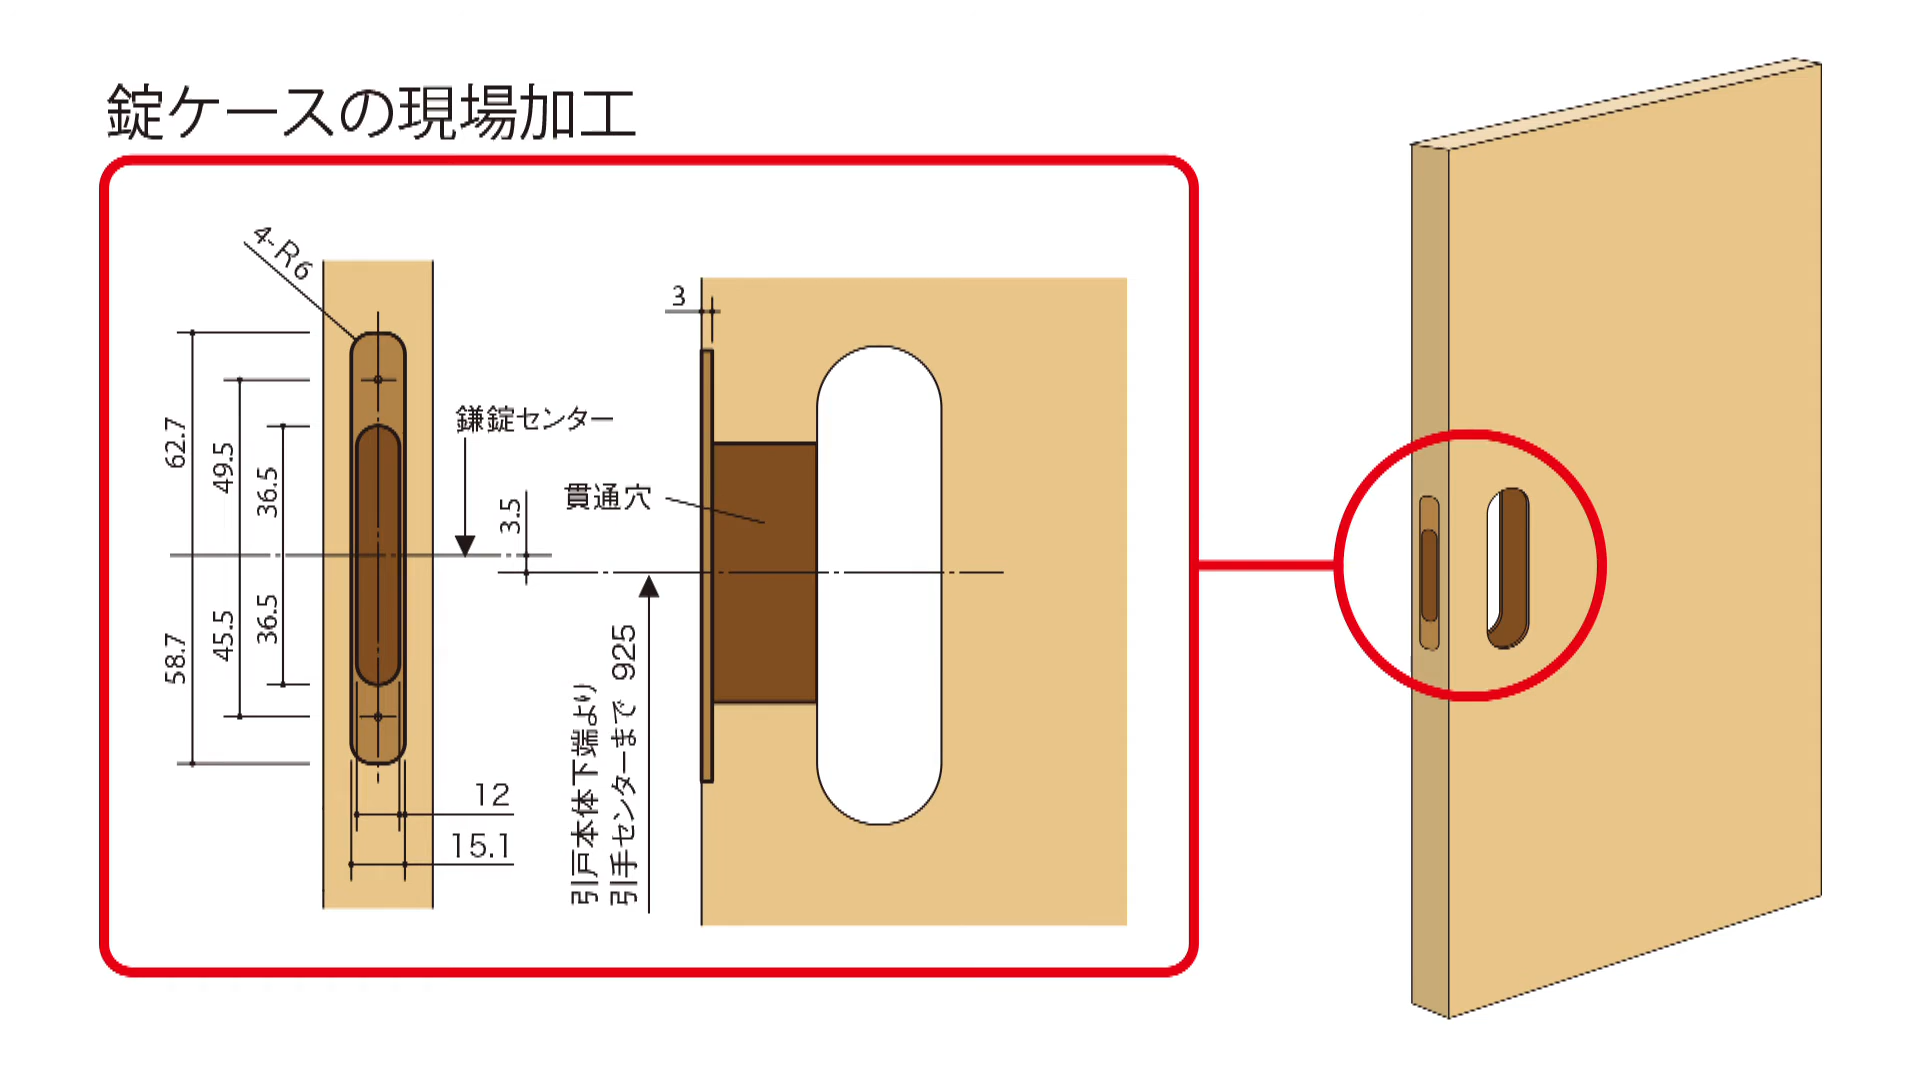 錠ケースの現場加工
4-R6
3
62.7
49.5
36.5
鎌錠センター
貫通穴
3.5
58.7
45.5
36.5
引戸本体下端より
引手センターまで 925
12
15.1